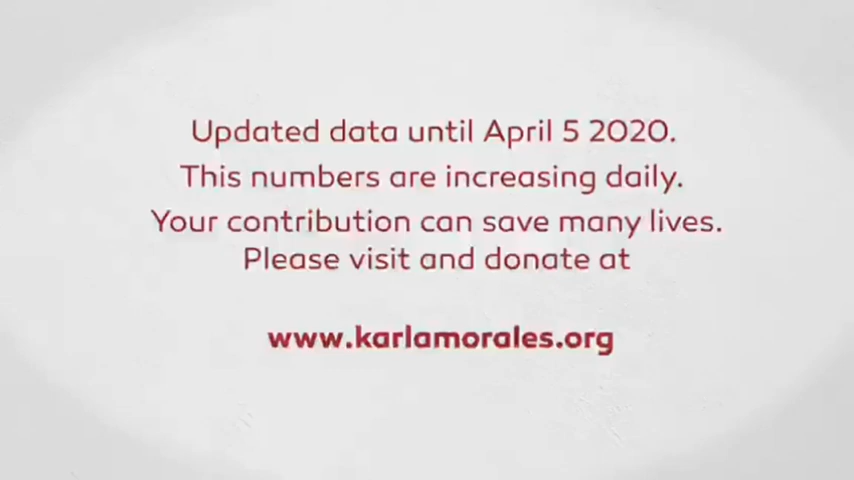 Updated data until April 5 2020.
This numbers are increasing daily.
Your contribution can save many lives.
Please visit and donate at
www.karlamorales.org